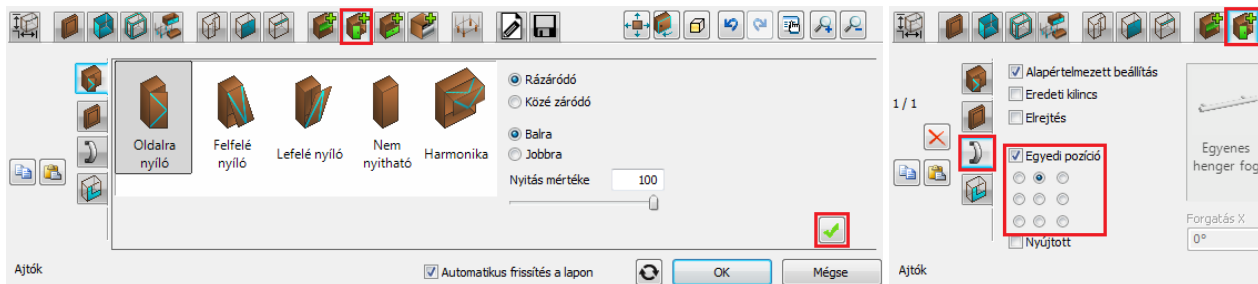 Oldalra
nyíló
Felfelé
nyíló
Lefelé nyíló
Nem
nyitható
Harmonika
Rázáródó
Közé záródó
Balra
Jobbra
Nyitás mértéke 100
Ajtók
Automatikus frissítés a lapon
OK
Mégse
1 / 1
Alapértelmezett beállítás
Eredeti kilincs
Elrejtés
Egyedi pozíció
Nyújtott
Egyenes
henger fog
Forgatás X
0°
Ajtók